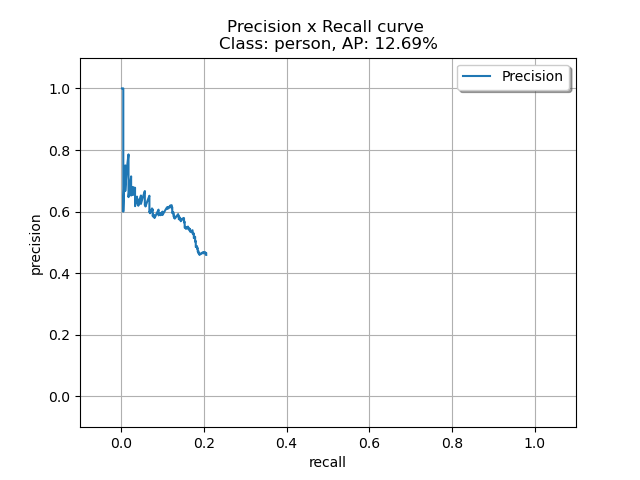 Precision x Recall curve
Class: person, AP: 12.69%
Precision
1.0
0.8
0.6
0.4
0.2
0.0
precision
0.0 0.2 0.4 0.6 0.8 1.0
recall